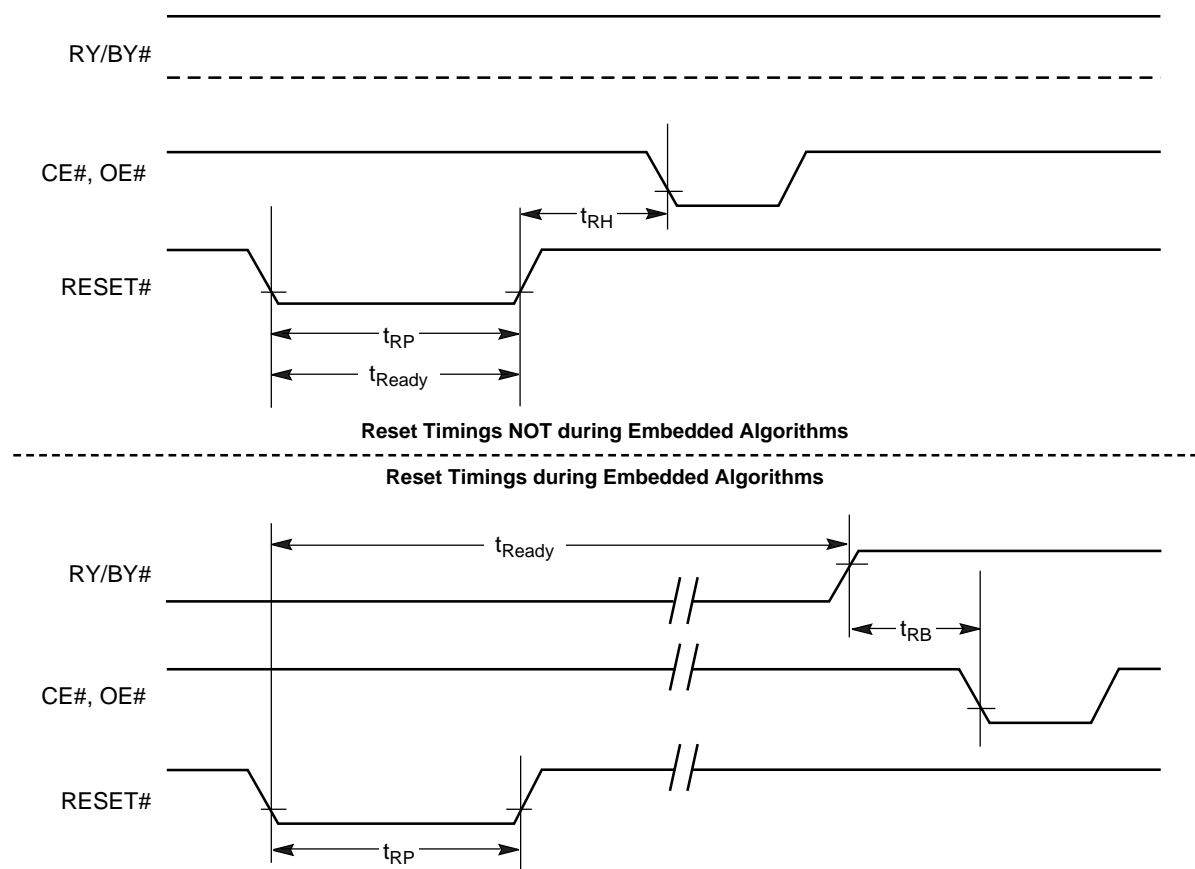 RY/BY#
CE#, OE#
tRH
RESET#
tRP
tReady
Reset Timings NOT during Embedded Algorithms
Reset Timings during Embedded Algorithms
tReady
RY/BY#
tRB
CE#, OE#
RESET#
tRP